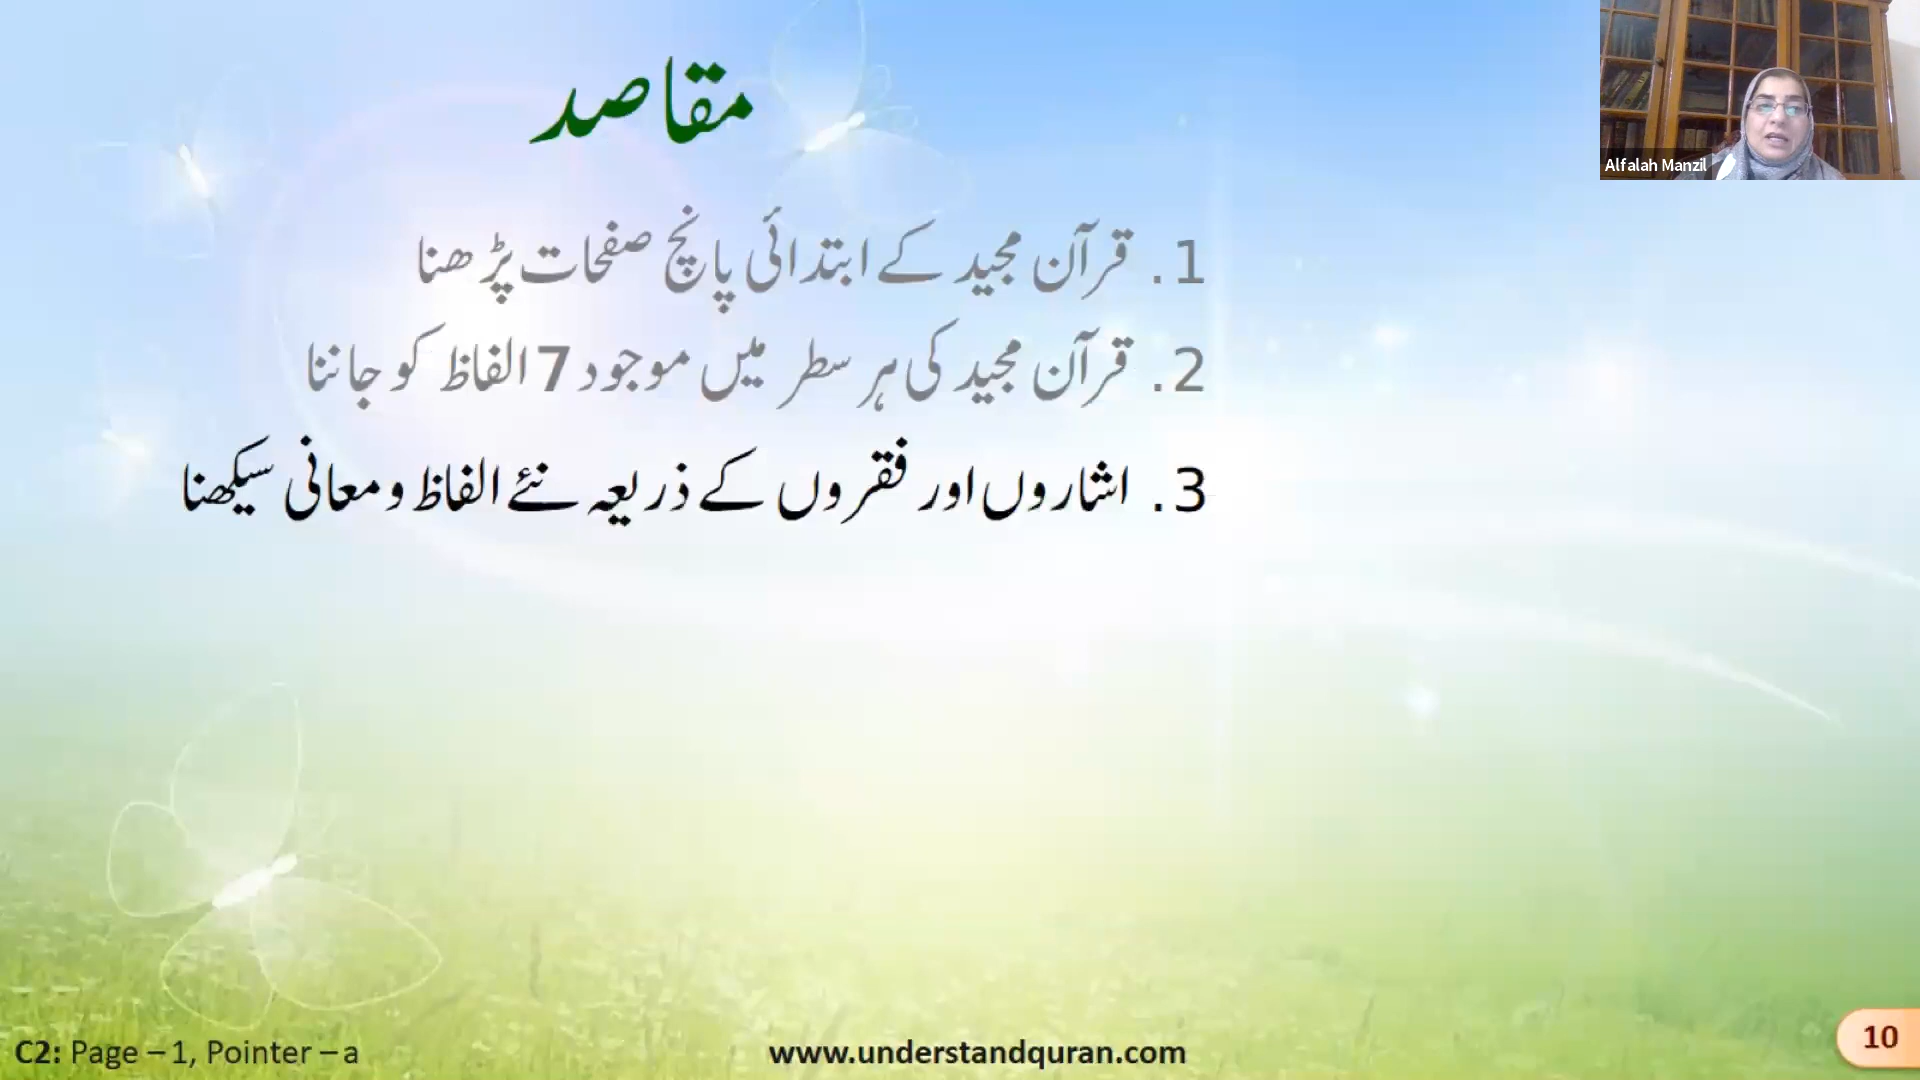 مقاصد
Alfalah Manzil
1. قرآن مجید کے ابتدائی پانچ صفحات پڑھنا
2. قرآن مجید کی ہر سطر میں موجود 7 الفاظ کو جاننا
3. اشاروں اور فقروں کے ذریعہ نئے الفاظ و معانی سیکھنا
C2: Page – 1, Pointer – a
www.understandquran.com
10